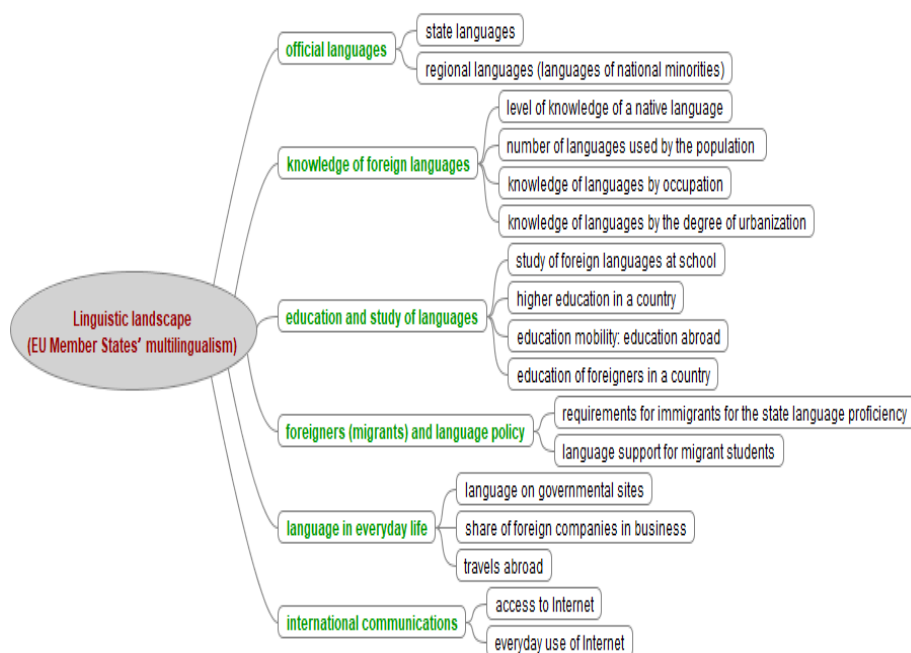 Linguistic landscape
(EU Member States’ multilingualism)
official languages
state languages
regional languages (languages of national minorities)
knowledge of foreign languages
level of knowledge of a native language
number of languages used by the population
knowledge of languages by occupation
knowledge of languages by the degree of urbanization
education and study of languages
study of foreign languages at school
higher education in a country
education mobility: education abroad
education of foreigners in a country
foreigners (migrants) and language policy
requirements for immigrants for the state language proficiency
language support for migrant students
language in everyday life
language on governmental sites
share of foreign companies in business
travels abroad
international communications
access to Internet
everyday use of Internet